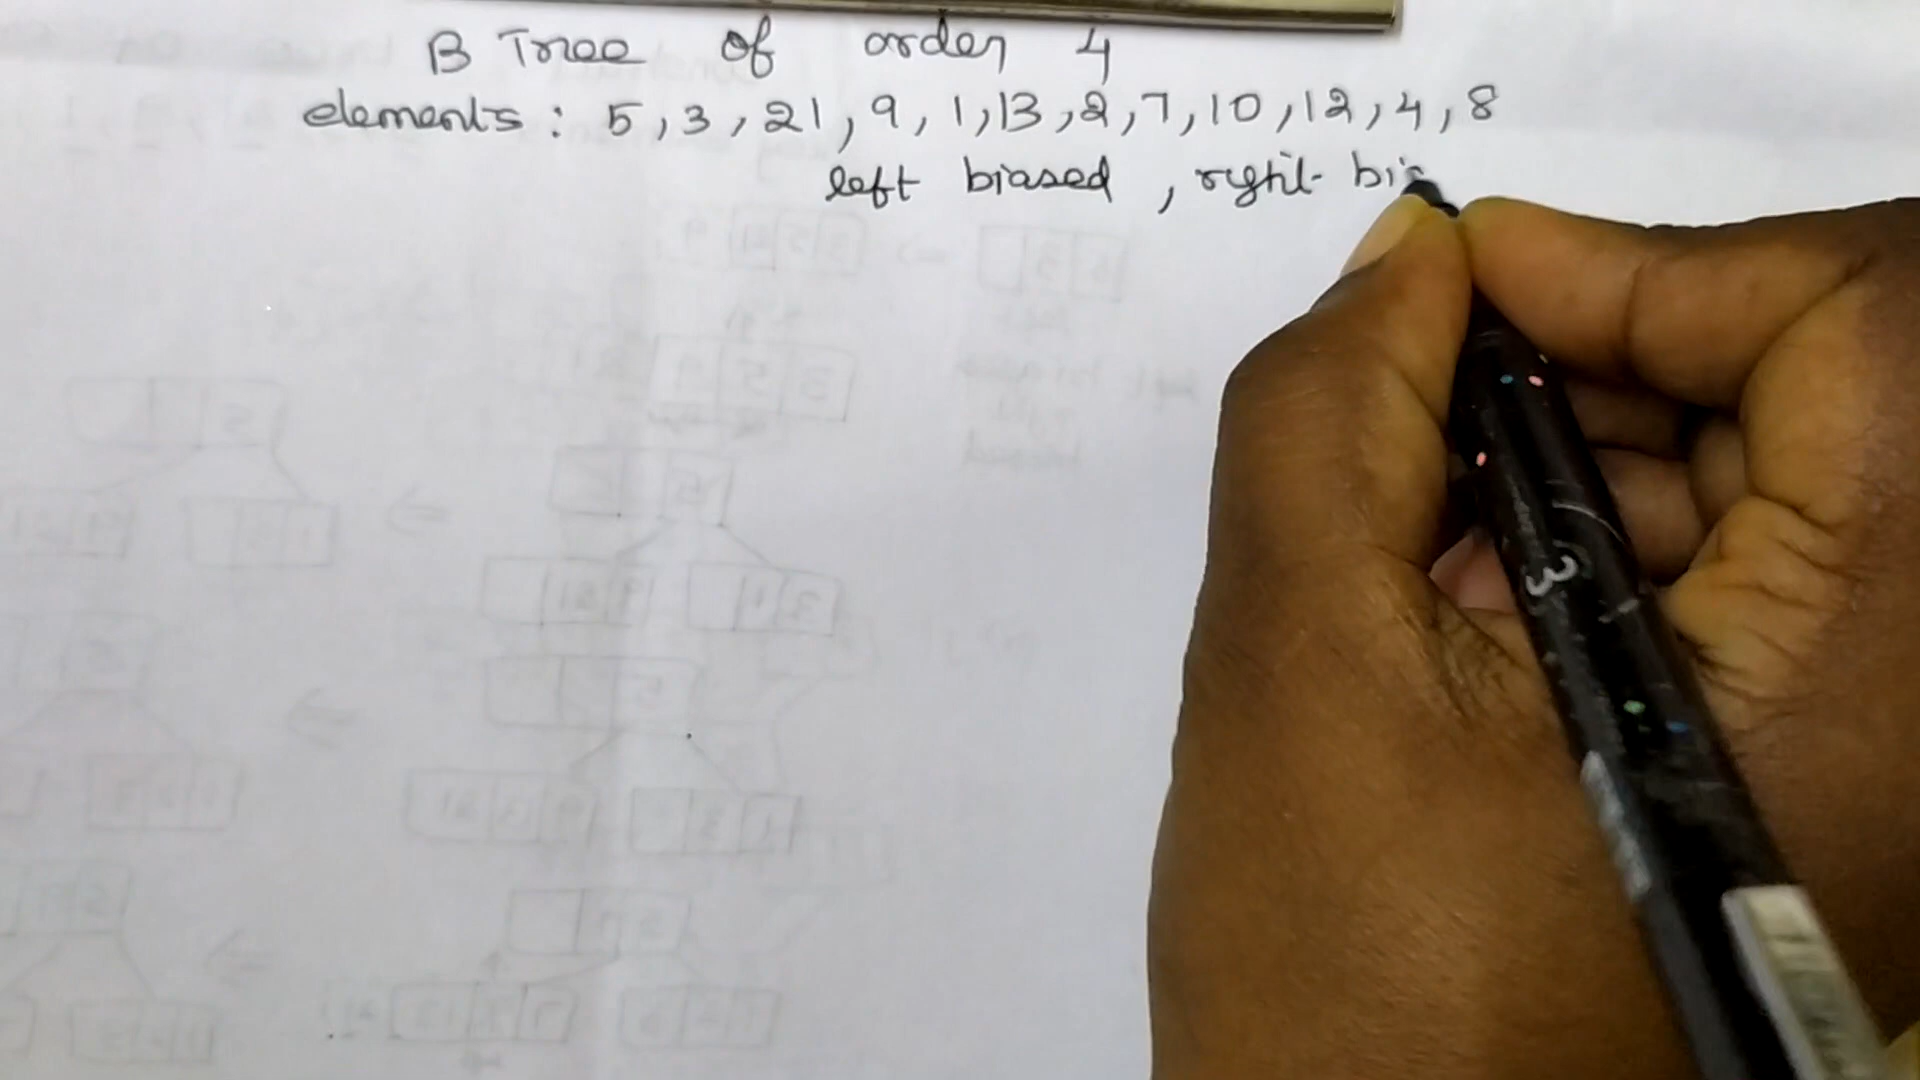 B Tree of order 4
elements : 5 , 3 , 21 , 9 , 1 , 13 , 2 , 7 , 10 , 12 , 4 , 8
left biased , right